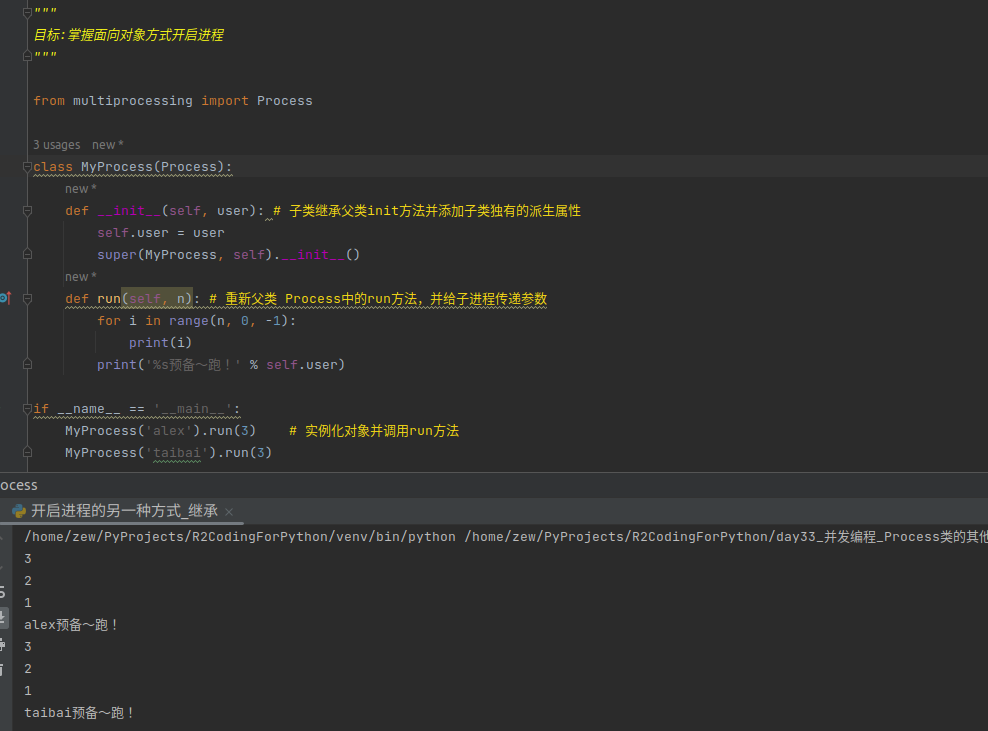 """
目标:掌握面向对象方式开启进程
"""
from multiprocessing import Process
3 usages new *
class MyProcess(Process):
new *
def __init__(self, user): # 子类继承父类init方法并添加子类独有的派生属性
self.user = user
super(MyProcess, self).__init__()
new *
def run(self, n): # 重新父类 Process中的run方法,并给子进程传递参数
for i in range(n, 0, -1):
print(i)
print('%s预备～跑！' % self.user)
if __name__ == '__main__':
MyProcess('alex').run(3) # 实例化对象并调用run方法
MyProcess('taibai').run(3)
ocess
开启进程的另一种方式_继承
/home/zew/PyProjects/R2CodingForPython/venv/bin/python /home/zew/PyProjects/R2CodingForPython/day33_并发编程_Process类的其他
3
2
1
alex预备～跑！
3
2
1
taibai预备～跑！